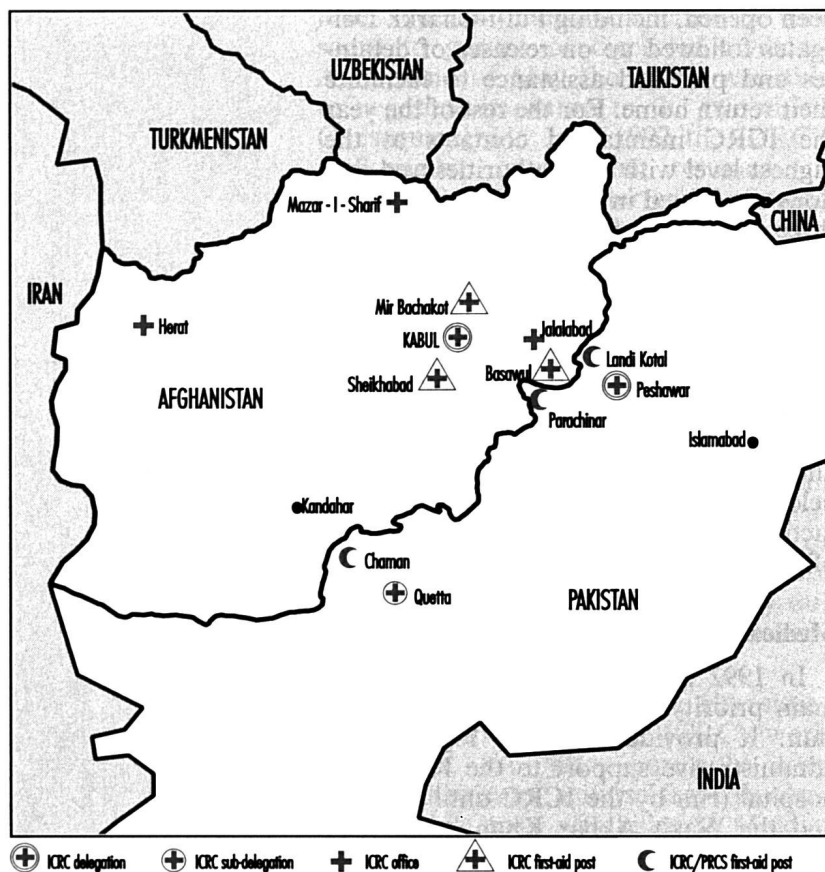 UZBEKISTAN
TAJIKISTAN
TURKMENISTAN
Mazar - I - Sharif
CHINA
IRAN
Mir Bachakot
Herat
Jalalabad
KABUL
Landi Kotal
Basawul
Sheikhabad
Peshawar
AFGHANISTAN
Parachinar
Islamabad
Kandahar
Chaman
Quetta
PAKISTAN
INDIA
ICRC delegation ICRC sub-delegation ICRC office ICRC first-aid post ICRC/PRCS first-aid post